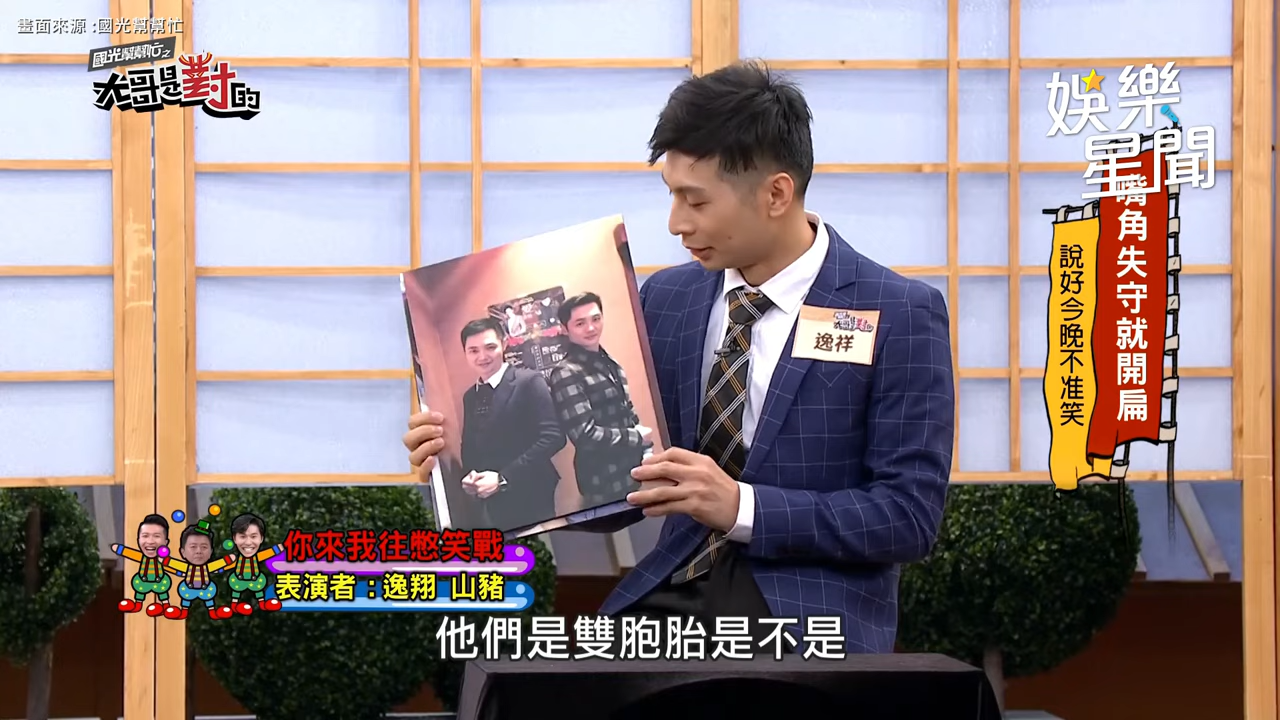 畫面來源 :國光幫幫忙
國光幫幫忙之
尢哥是對的
娛樂
星聞
嘴角失守就開扁
說好今晚不准笑
逸祥
你來我往憋笑戰
表演者：逸翔 山豬
他們是雙胞胎是不是